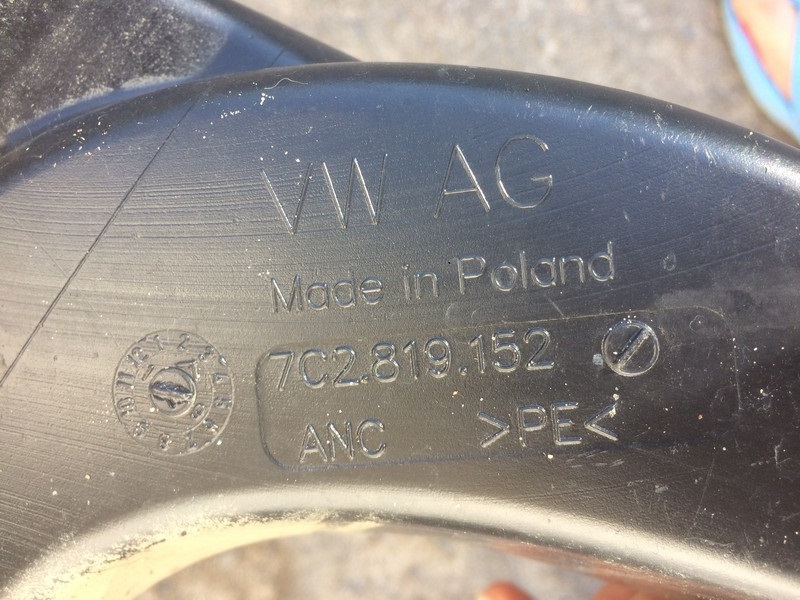 VW AG
Made in Poland
7C2.819.152
ANC >PE<